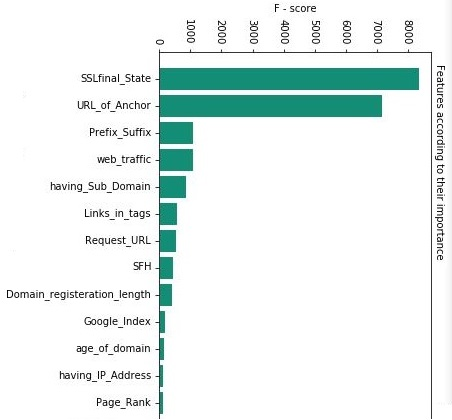 F - score
0
1000
2000
3000
4000
5000
6000
7000
8000
Features according to their importance
SSLfinal_State
URL_of_Anchor
Prefix_Suffix
web_traffic
having_Sub_Domain
Links_in_tags
Request_URL
SFH
Domain_registeration_length
Google_Index
age_of_domain
having_IP_Address
Page_Rank